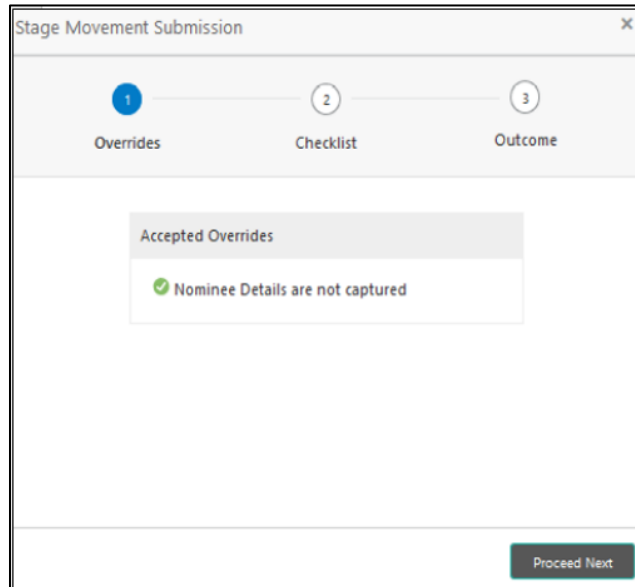 Stage Movement Submission ×
1 2 3
Overrides Checklist Outcome
Accepted Overrides
Nominee Details are not captured
Proceed Next